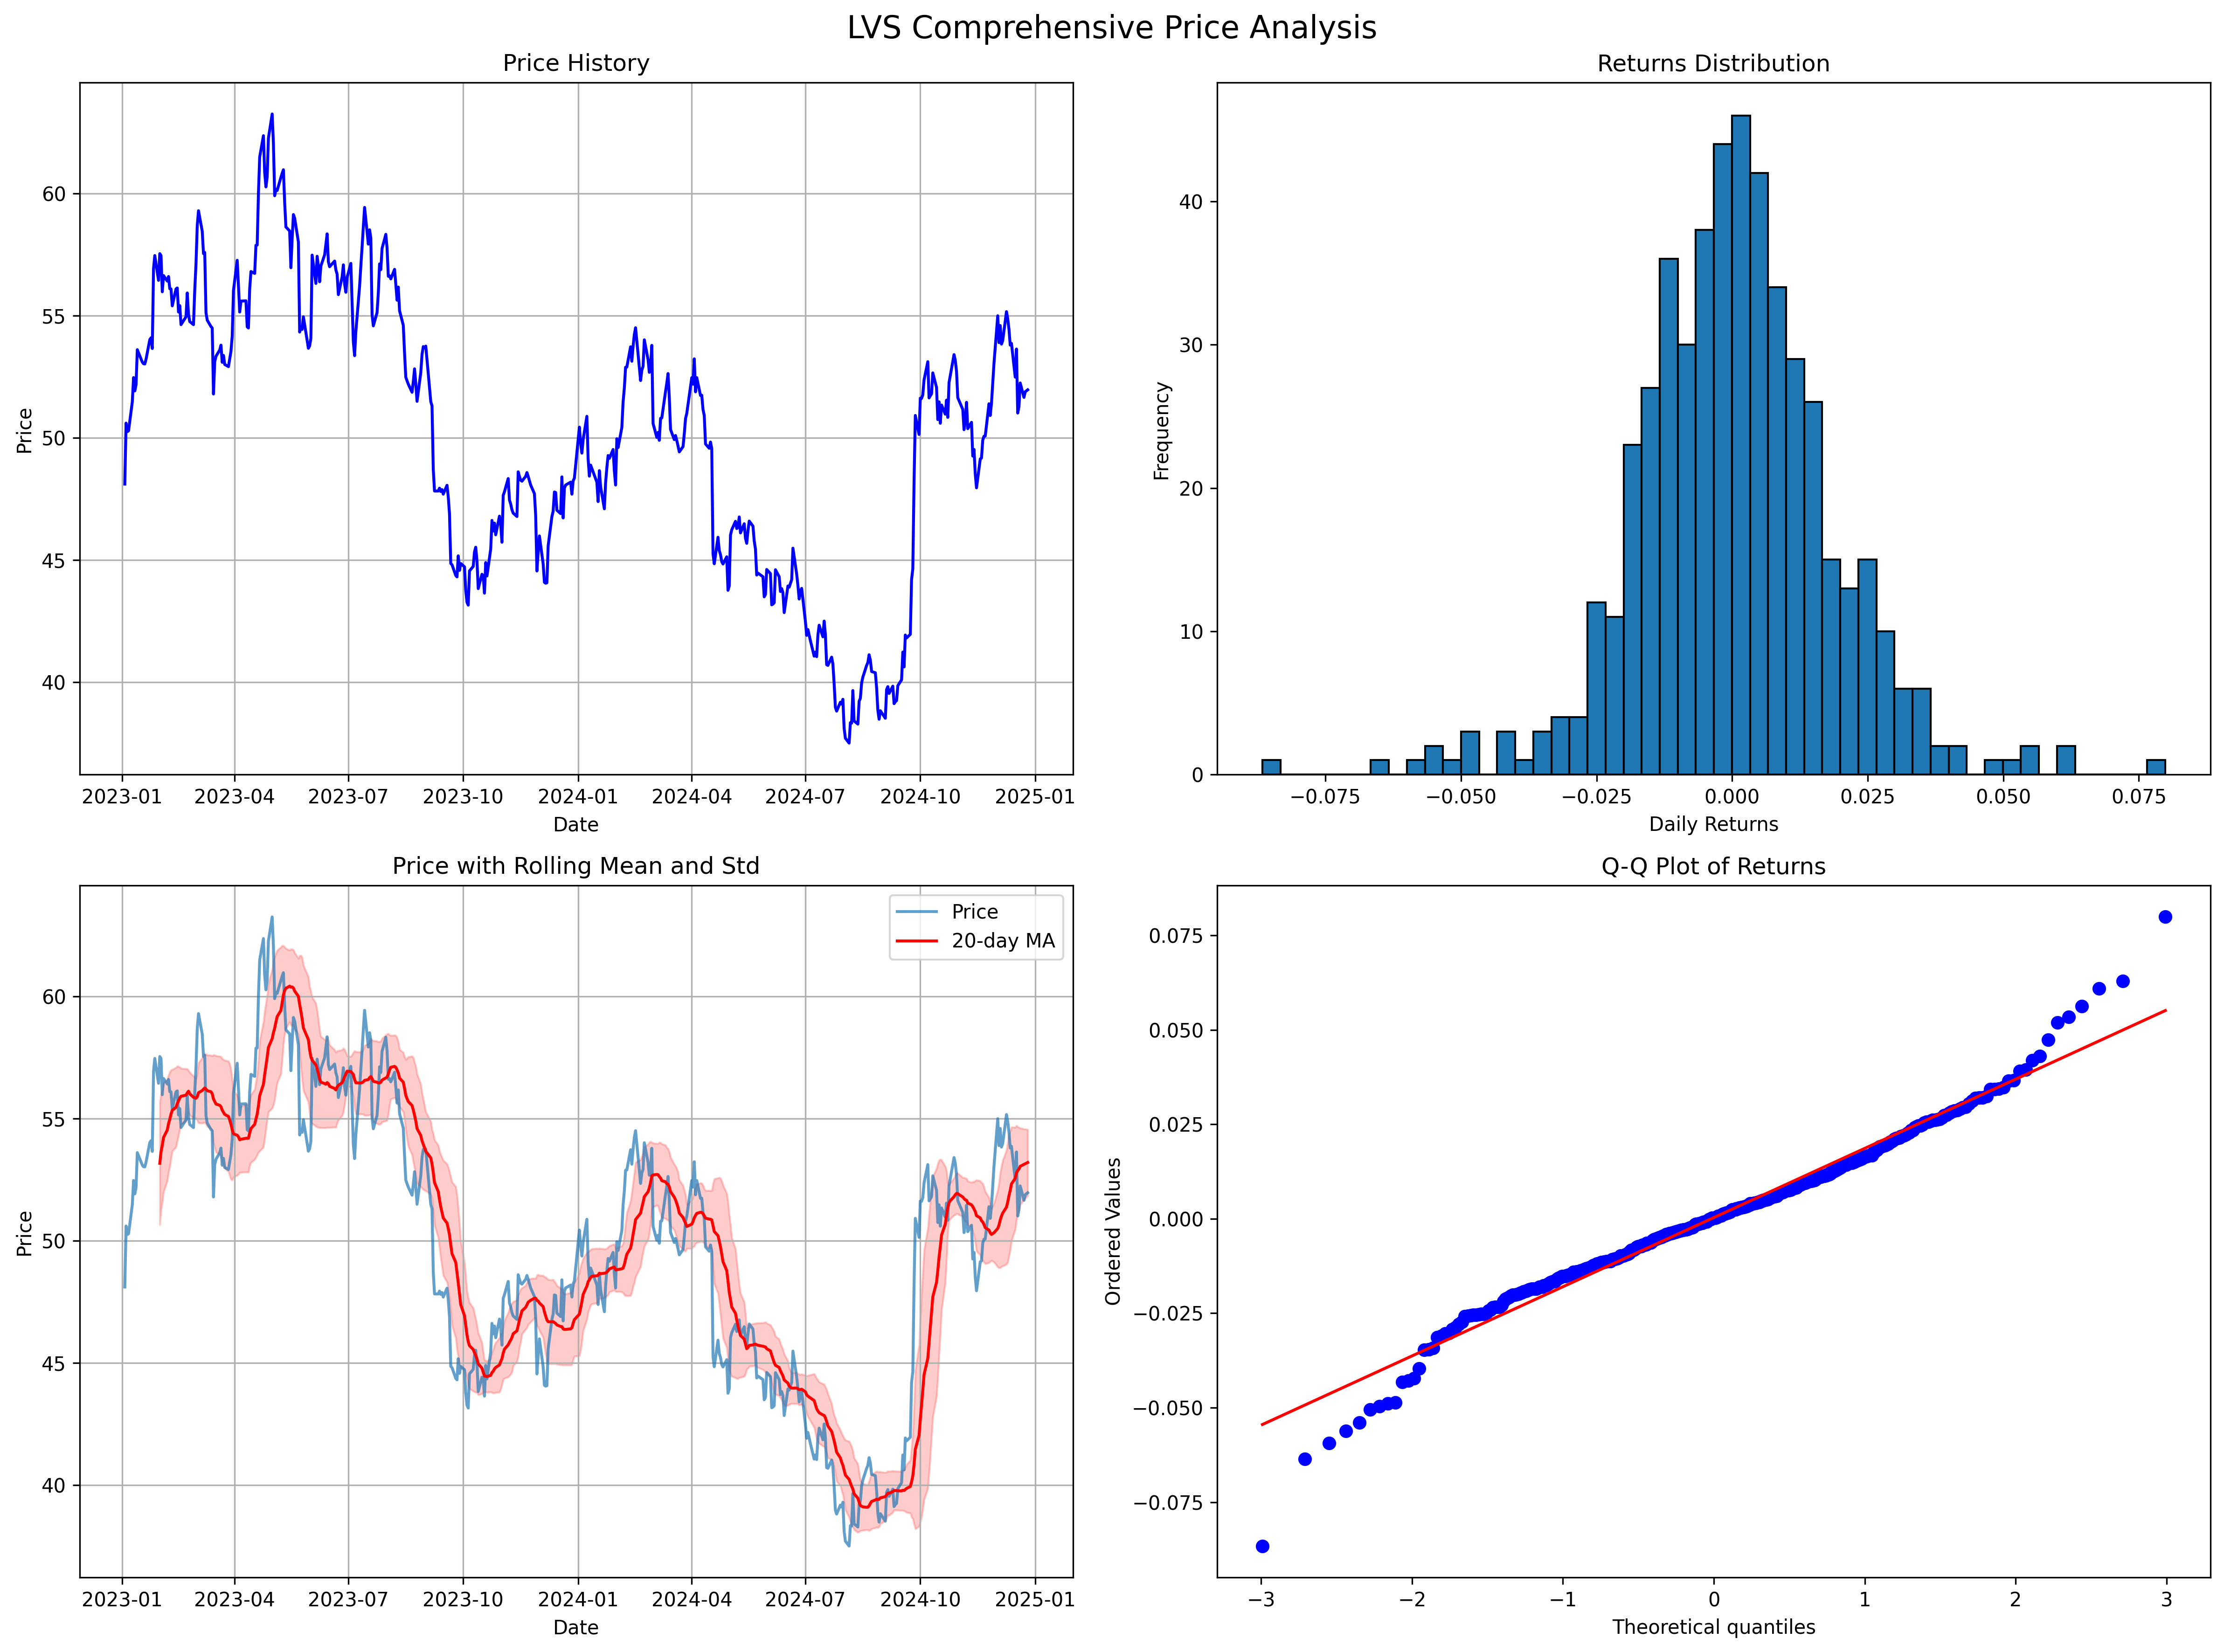 LVS Comprehensive Price Analysis
Price History
Price
60
55
50
45
40
2023-01 2023-04 2023-07 2023-10 2024-01 2024-04 2024-07 2024-10 2025-01
Date
Returns Distribution
Frequency
40
30
20
10
0
−0.075 −0.050 −0.025 0.000 0.025 0.050 0.075
Daily Returns
Price with Rolling Mean and Std
Price
20-day MA
Price
60
55
50
45
40
2023-01 2023-04 2023-07 2023-10 2024-01 2024-04 2024-07 2024-10 2025-01
Date
Q-Q Plot of Returns
Ordered Values
0.075
0.050
0.025
0.000
−0.025
−0.050
−0.075
−3 −2 −1 0 1 2 3
Theoretical quantiles